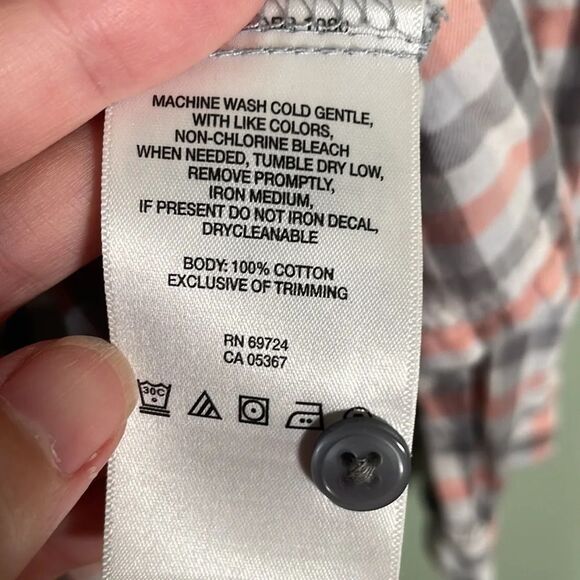 MACHINE WASH COLD GENTLE,
WITH LIKE COLORS,
NON-CHLORINE BLEACH
WHEN NEEDED, TUMBLE DRY LOW,
REMOVE PROMPTLY,
IRON MEDIUM,
IF PRESENT DO NOT IRON DECAL,
DRYCLEANABLE
BODY: 100% COTTON
EXCLUSIVE OF TRIMMING
RN 69724
CA 05367
30C